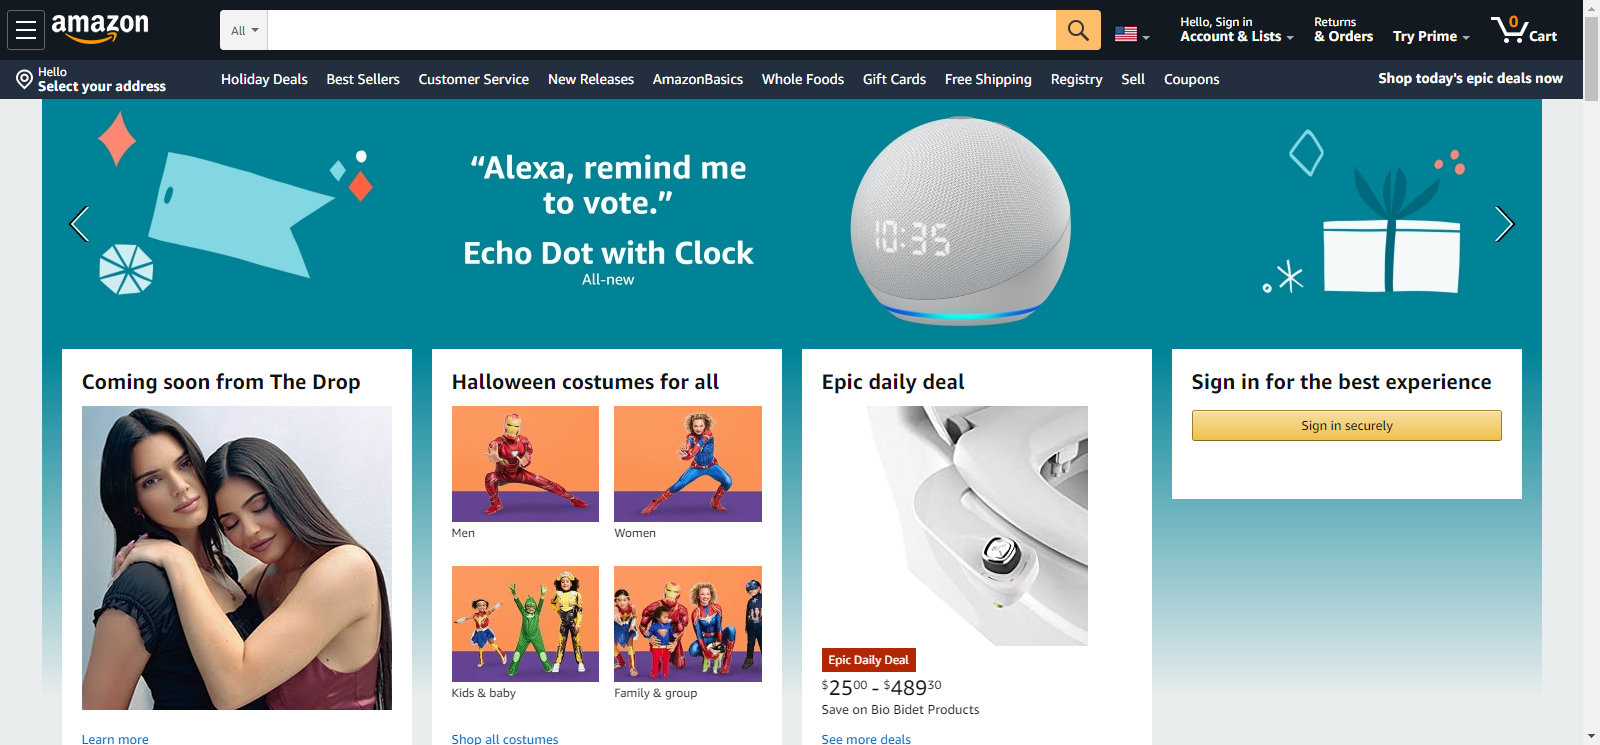 amazon
All
Hello, Sign in
Account & Lists
Returns
& Orders
Try Prime
0
Cart
Hello
Select your address
Holiday Deals
Best Sellers
Customer Service
New Releases
AmazonBasics
Whole Foods
Gift Cards
Free Shipping
Registry
Sell
Coupons
Shop today's epic deals now
“Alexa, remind me
to vote.”
Echo Dot with Clock
All-new
10:35
Coming soon from The Drop
Learn more
Halloween costumes for all
Men
Women
Kids & baby
Family & group
Shop all costumes
Epic daily deal
Epic Daily Deal
$2500 - $48930
Save on Bio Bidet Products
See more deals
Sign in for the best experience
Sign in securely